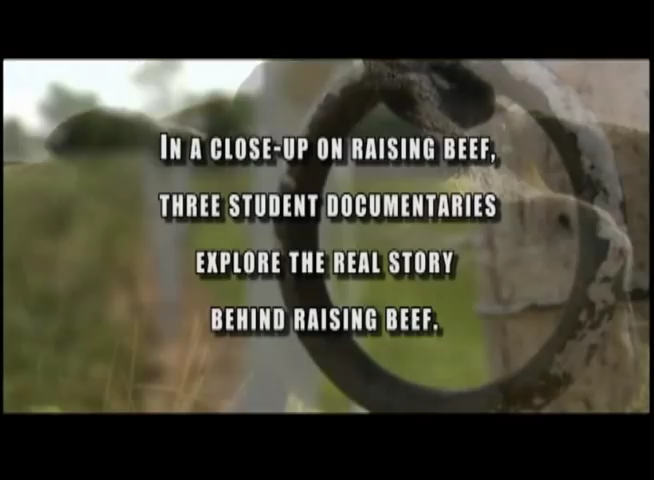 In a close-up on raising beef,
three student documentaries
explore the real story
behind raising beef.